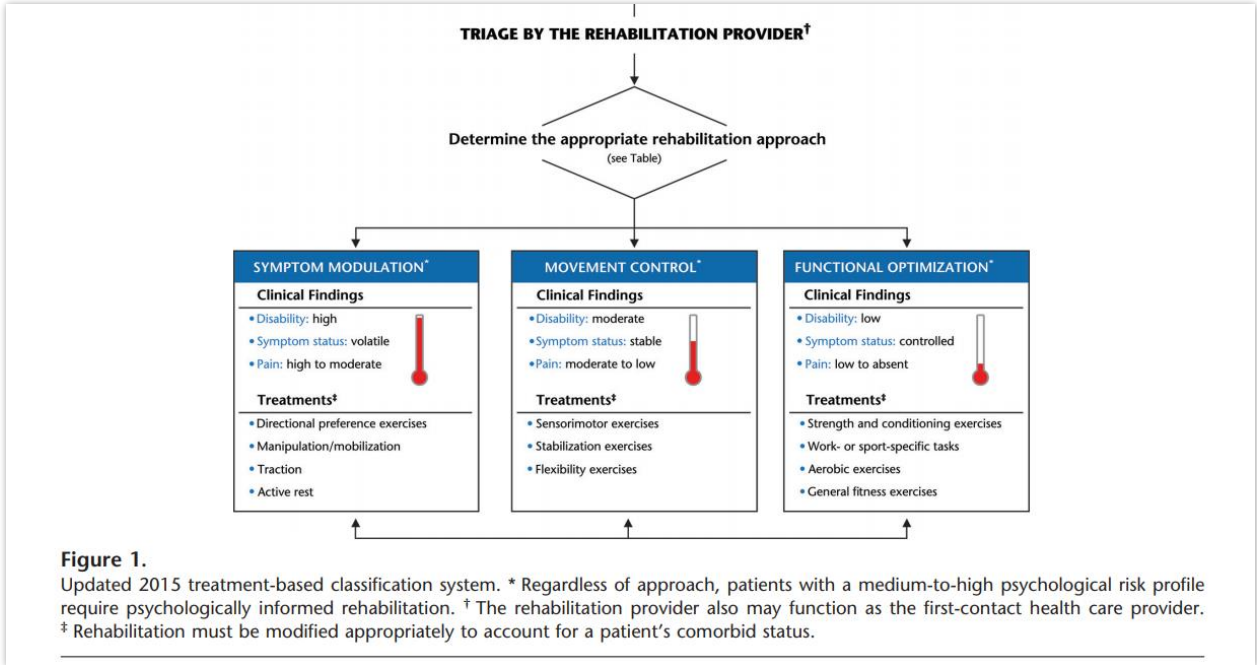 TRIAGE BY THE REHABILITATION PROVIDER†
Determine the appropriate rehabilitation approach
(see Table)
SYMPTOM MODULATION*
Clinical Findings
• Disability: high
• Symptom status: volatile
• Pain: high to moderate
Treatments‡
• Directional preference exercises
• Manipulation/mobilization
• Traction
• Active rest
MOVEMENT CONTROL*
Clinical Findings
• Disability: moderate
• Symptom status: stable
• Pain: moderate to low
Treatments‡
• Sensorimotor exercises
• Stabilization exercises
• Flexibility exercises
FUNCTIONAL OPTIMIZATION*
Clinical Findings
• Disability: low
• Symptom status: controlled
• Pain: low to absent
Treatments‡
• Strength and conditioning exercises
• Work- or sport-specific tasks
• Aerobic exercises
• General fitness exercises
Figure 1.
Updated 2015 treatment-based classification system. * Regardless of approach, patients with a medium-to-high psychological risk profile
require psychologically informed rehabilitation. † The rehabilitation provider also may function as the first-contact health care provider.
‡ Rehabilitation must be modified appropriately to account for a patient's comorbid status.